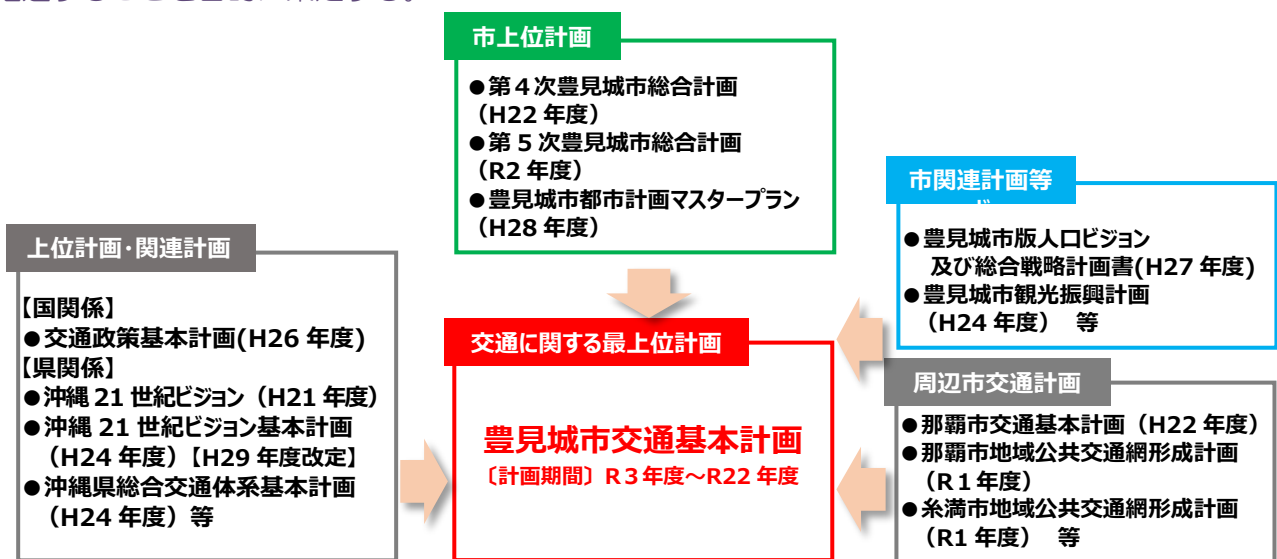 市上位計画
●第４次豊見城市総合計画
（H22 年度）
●第 5 次豊見城市総合計画
（R2 年度）
●豊見城市都市計画マスタープラン
（H28 年度）
市関連計画等
●豊見城市版人口ビジョン
及び総合戦略計画書(H27 年度)
●豊見城市観光振興計画
（H24 年度） 等
上位計画・関連計画
【国関係】
●交通政策基本計画(H26 年度)
【県関係】
●沖縄 21 世紀ビジョン（H21 年度）
●沖縄 21 世紀ビジョン基本計画
（H24 年度）【H29 年度改定】
●沖縄県総合交通体系基本計画
（H24 年度）等
交通に関する最上位計画
豊見城市交通基本計画
〔計画期間〕R３年度～R22 年度
周辺市交通計画
●那覇市交通基本計画（H22 年度）
●那覇市地域公共交通網形成計画
（R１年度）
●糸満市地域公共交通網形成計画
（R1 年度） 等